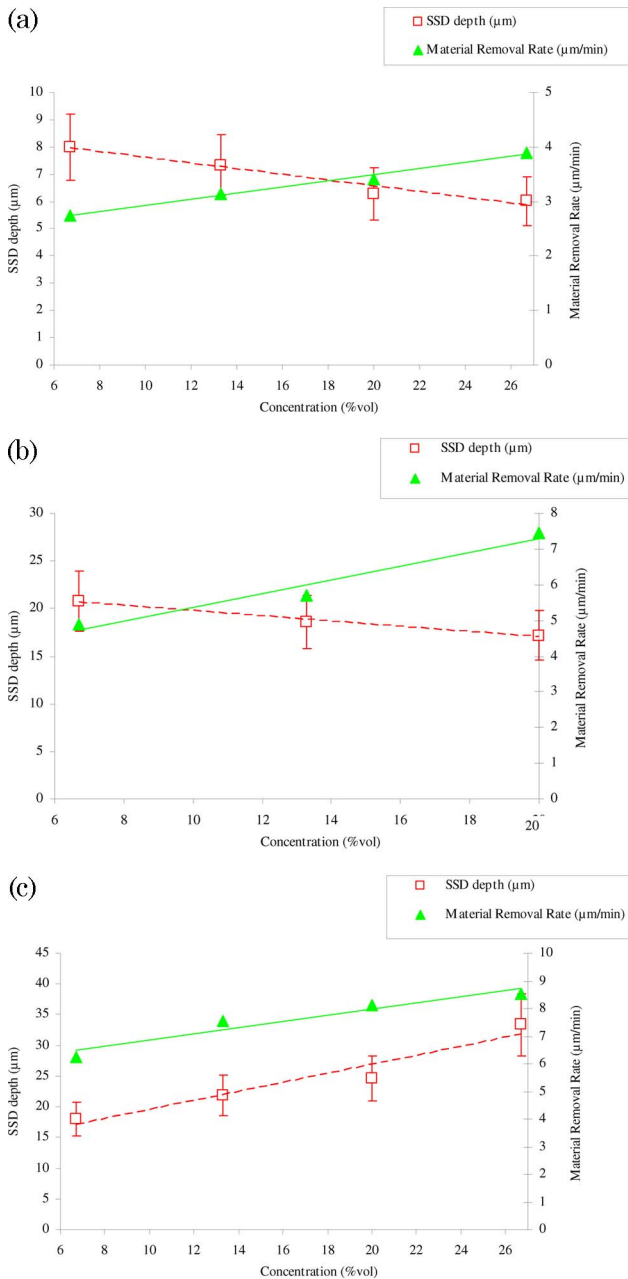 (a)
SSD depth (µm)
Material Removal Rate (µm/min)
10
9
8
7
6
5
4
3
2
1
0
SSD depth (µm)
5
4
3
2
1
0
Material Removal Rate (µm/min)
6 8 10 12 14 16 18 20 22 24 26
Concentration (%vol)
(b)
SSD depth (µm)
Material Removal Rate (µm/min)
30
25
20
15
10
5
0
SSD depth (µm)
8
7
6
5
4
3
2
1
0
Material Removal Rate (µm/min)
6 8 10 12 14 16 18 20
Concentration (%vol)
(c)
SSD depth (µm)
Material Removal Rate (µm/min)
45
40
35
30
25
20
15
10
5
0
SSD depth (µm)
10
9
8
7
6
5
4
3
2
1
0
Material Removal Rate (µm/min)
6 8 10 12 14 16 18 20 22 24 26
Concentration (%vol)